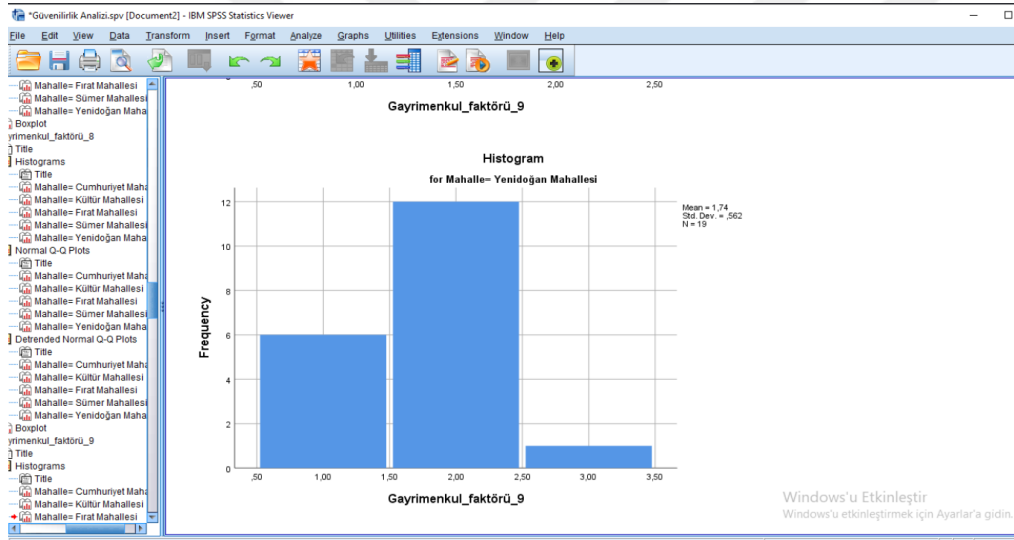 *Güvenilirlik Analizi.spv [Document2] - IBM SPSS Statistics Viewer
File Edit View Data Transform Insert Format Analyze Graphs Utilities Extensions Window Help
Mahalle= Fırat Mahallesi
Mahalle= Sümer Mahallesi
Mahalle= Yenidoğan Maha
Boxplot
yrimenkul_faktörü_8
Title
Histograms
Title
Mahalle= Cumhuriyet Maha
Mahalle= Kültür Mahallesi
Mahalle= Fırat Mahallesi
Mahalle= Sümer Mahallesi
Mahalle= Yenidoğan Maha
Normal Q-Q Plots
Title
Mahalle= Cumhuriyet Maha
Mahalle= Kültür Mahallesi
Mahalle= Fırat Mahallesi
Mahalle= Sümer Mahallesi
Mahalle= Yenidoğan Maha
Detrended Normal Q-Q Plots
Title
Mahalle= Cumhuriyet Maha
Mahalle= Kültür Mahallesi
Mahalle= Fırat Mahallesi
Mahalle= Sümer Mahallesi
Mahalle= Yenidoğan Maha
Boxplot
yrimenkul_faktörü_9
Title
Histograms
Title
Mahalle= Cumhuriyet Maha
Mahalle= Kültür Mahallesi
Mahalle= Fırat Mahallesi
,50 1,00 1,50 2,00 2,50
Gayrimenkul_faktörü_9
Histogram
for Mahalle= Yenidoğan Mahallesi
Mean = 1,74
Std. Dev. = ,562
N = 19
Frequency
12
10
8
6
4
2
0
,50 1,00 1,50 2,00 2,50 3,00 3,50
Gayrimenkul_faktörü_9
Windows'u Etkinleştir
Windows'u etkinleştirmek için Ayarlar'a gidin.